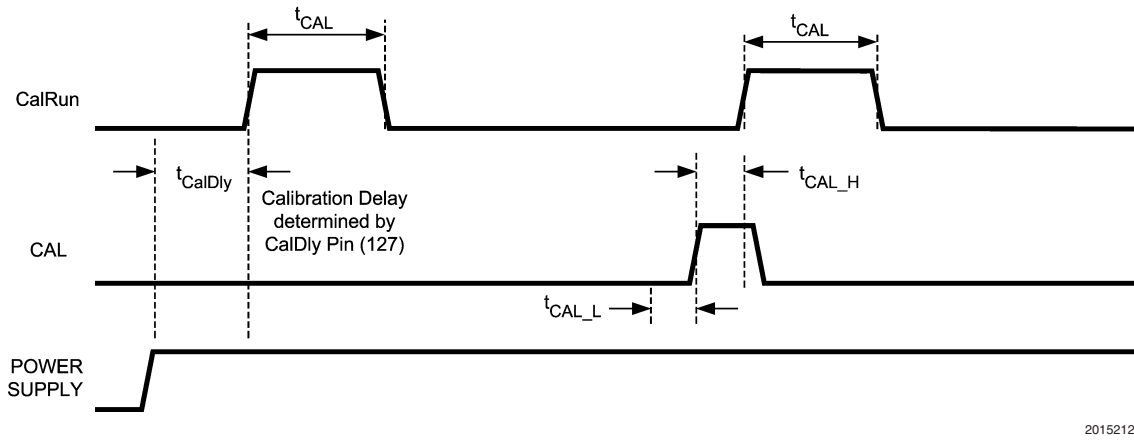 tCAL
tCAL
CalRun
tCalDly
tCAL_H
Calibration Delay
determined by
CalDly Pin (127)
CAL
tCAL_L
POWER
SUPPLY
2015212